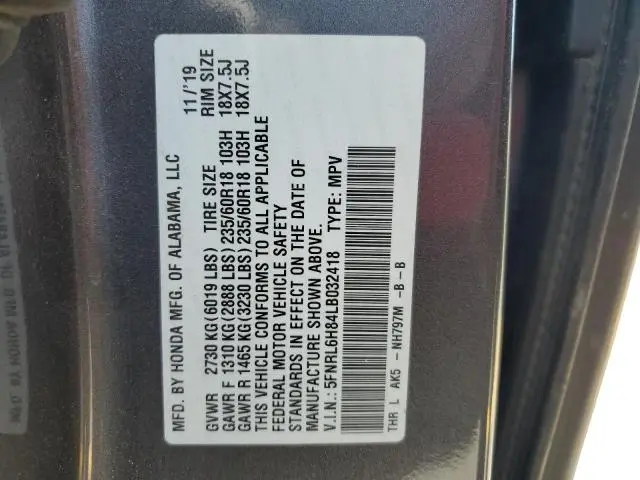 MFD. BY HONDA MFG. OF ALABAMA, LLC 11/'19
GVWR 2730 KG(6019 LBS) TIRE SIZE RIM SIZE
GAWR F 1310 KG(2888 LBS)235/60R18 103H 18X7.5J
GAWR R 1465 KG(3230 LBS)235/60R18 103H 18X7.5J
THIS VEHICLE CONFORMS TO ALL APPLICABLE
FEDERAL MOTOR VEHICLE SAFETY
STANDARDS IN EFFECT ON THE DATE OF
MANUFACTURE SHOWN ABOVE.
V.I.N.: 5FNRL6H84LB032418 TYPE: MPV
THR L AK5 - NH797M -B-B